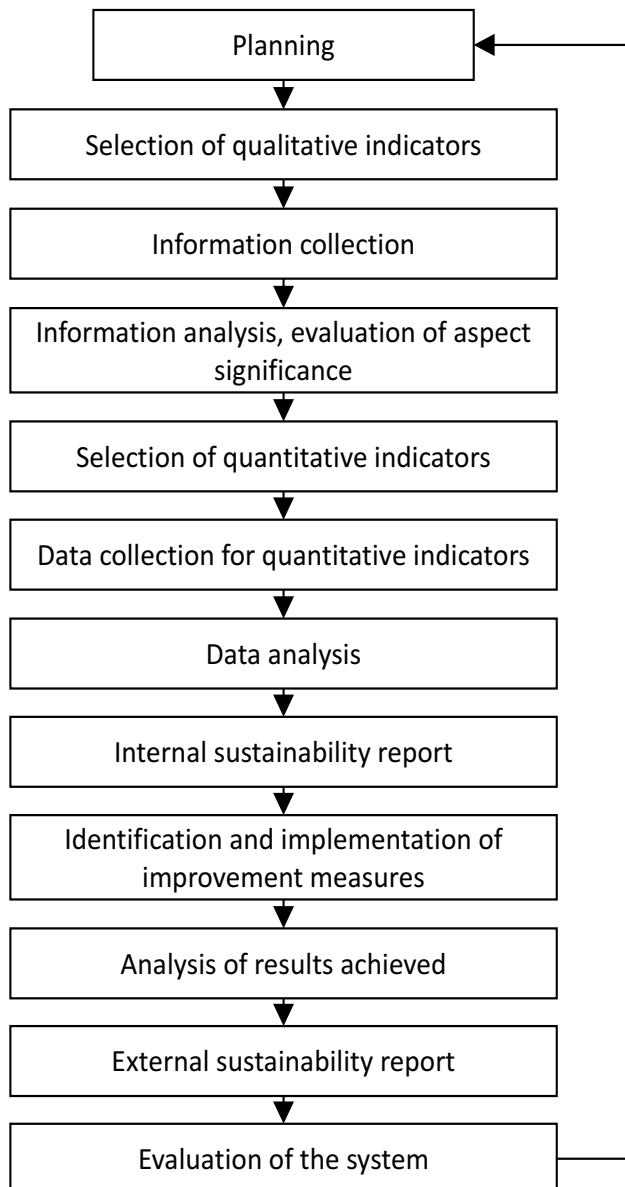 Planning
Selection of qualitative indicators
Information collection
Information analysis, evaluation of aspect
significance
Selection of quantitative indicators
Data collection for quantitative indicators
Data analysis
Internal sustainability report
Identification and implementation of
improvement measures
Analysis of results achieved
External sustainability report
Evaluation of the system